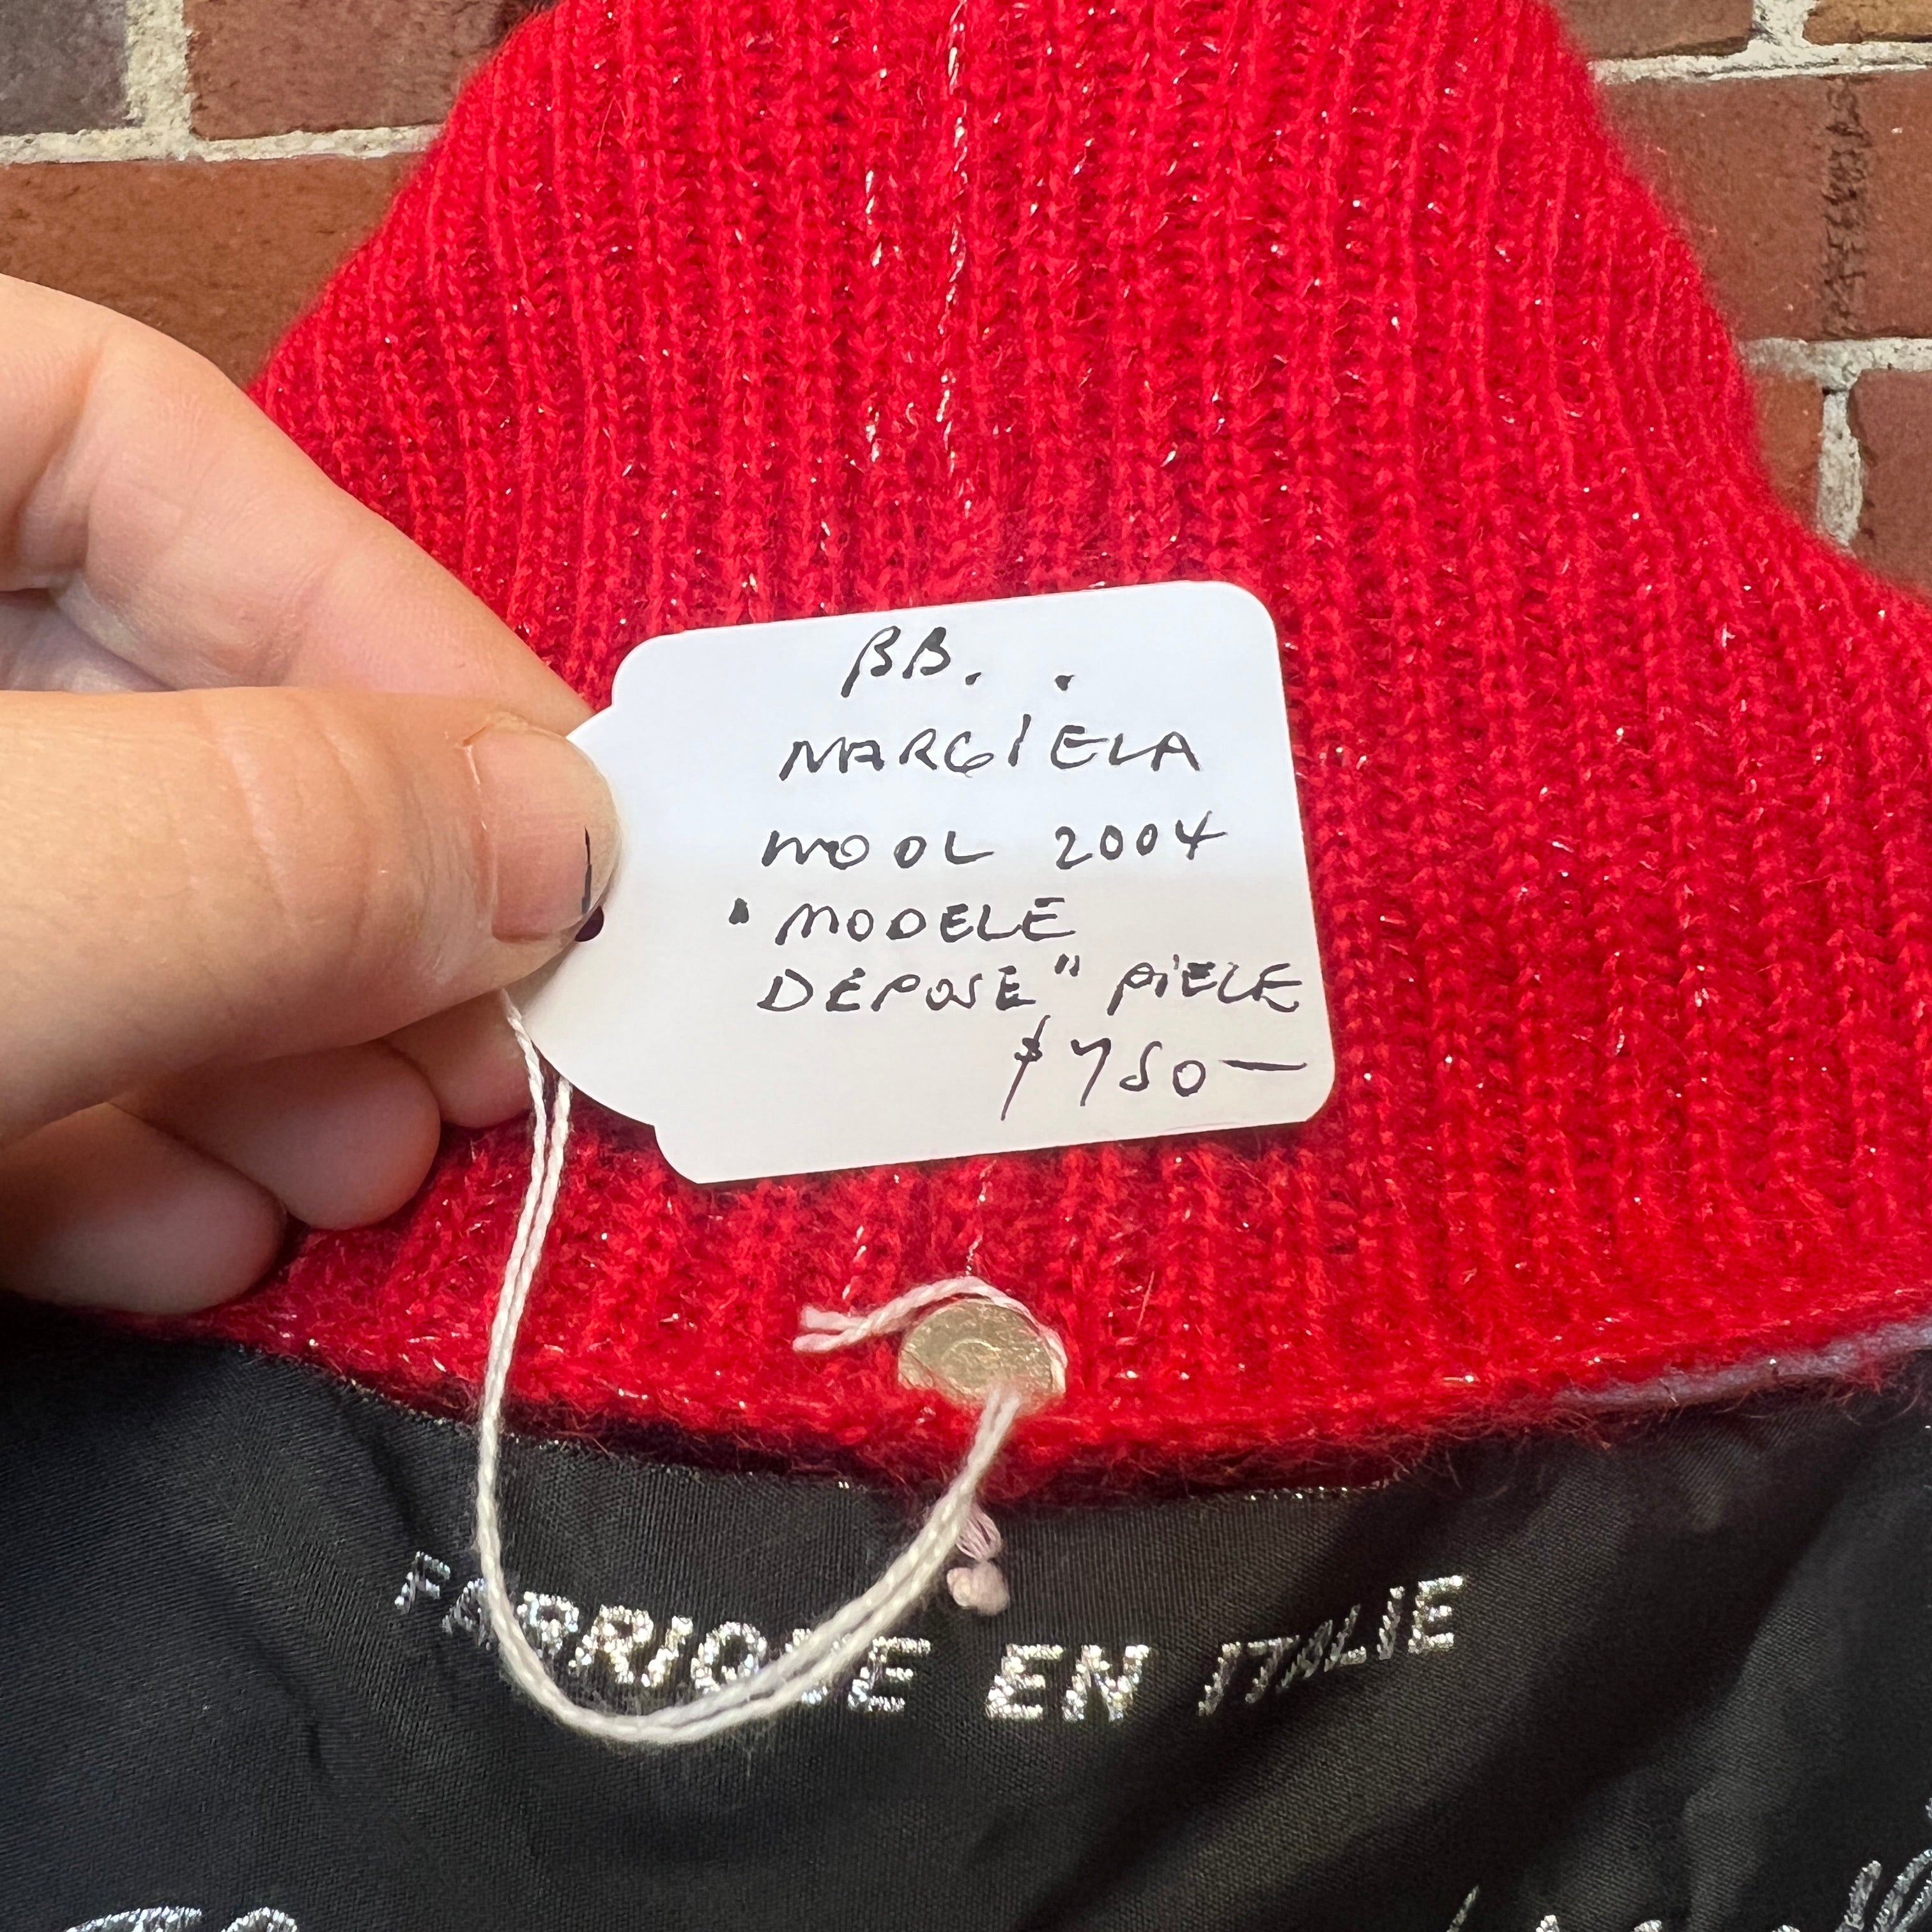 BB.
MARGIELA
WOOL 2004
"MODELE
DEPOSE" PIECE
$750—
FABRIQUE EN ITALIE